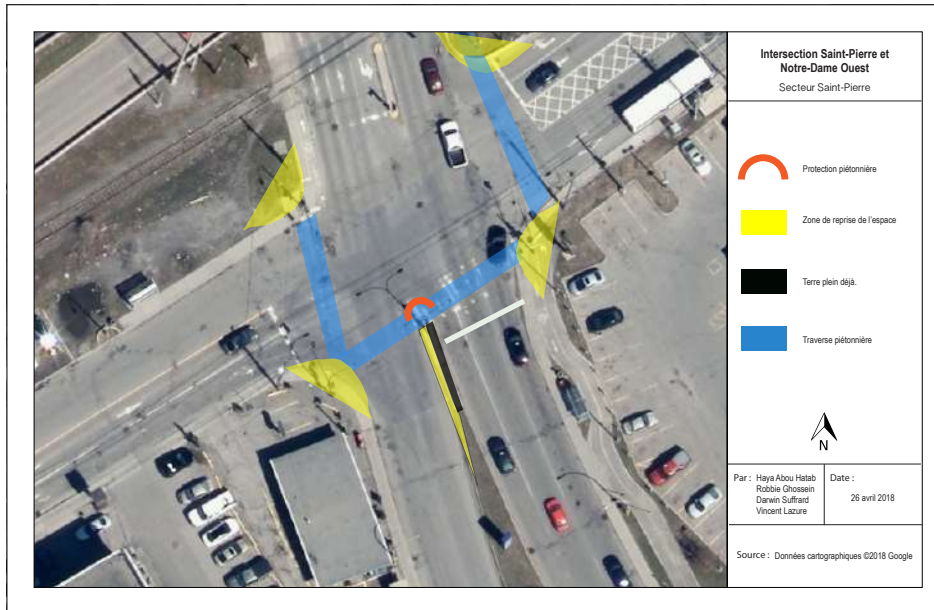 Intersection Saint-Pierre et
Notre-Dame Ouest
Secteur Saint-Pierre
Protection piétonnière
Zone de reprise de l'espace
Terre plein déjà.
Traverse piétonnière
N
Par : Haya Abou Hatab
Robbie Ghossein
Darwin Suffrard
Vincent Lazure
Date :
26 avril 2018
Source : Données cartographiques ©2018 Google